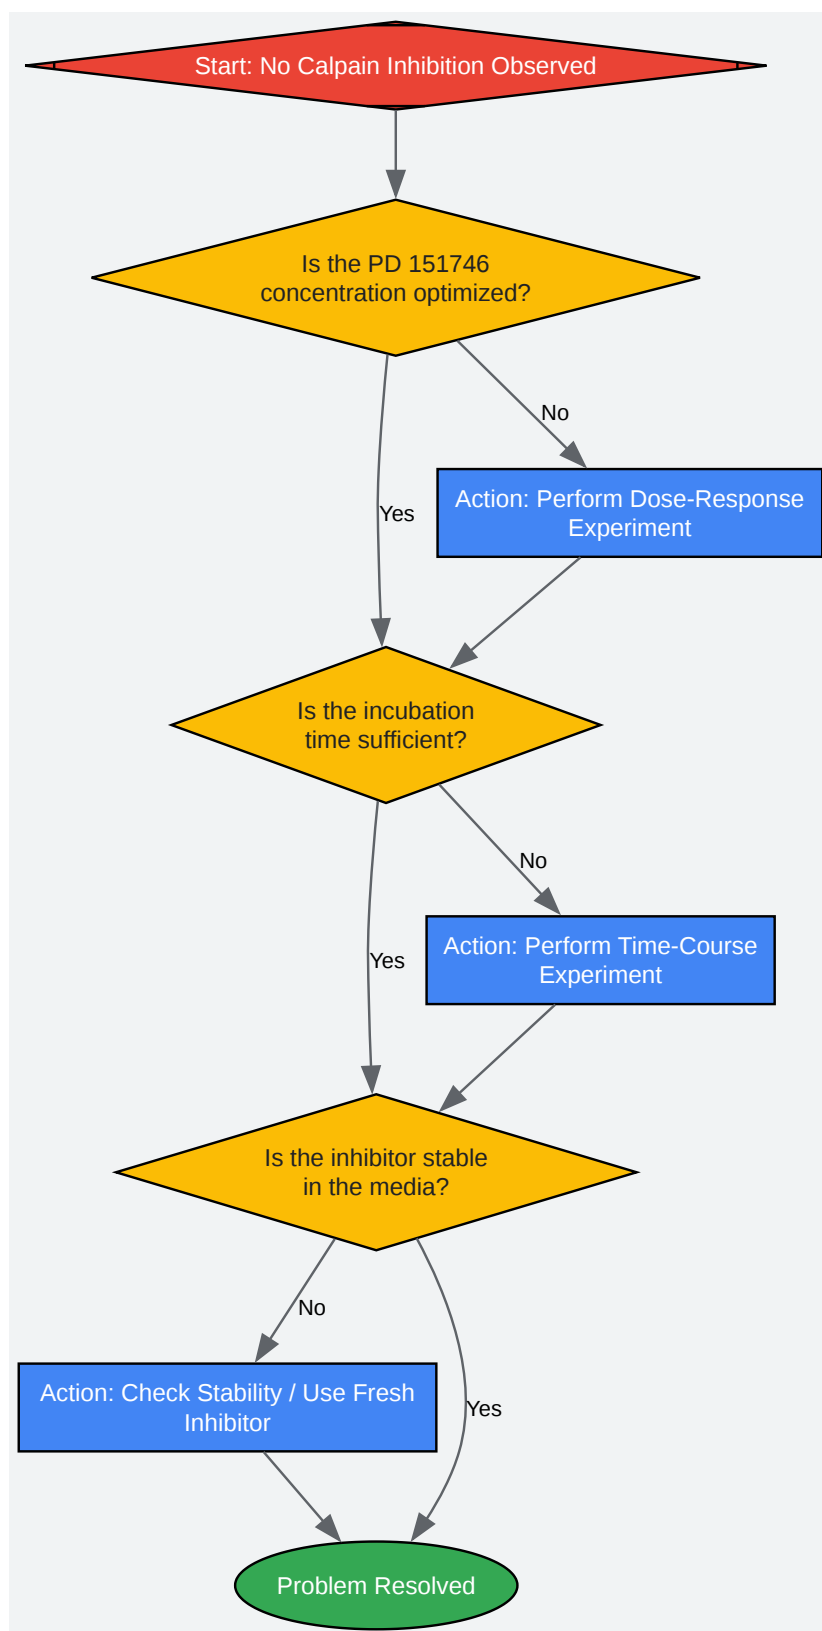 Start: No Calpain Inhibition Observed
Is the PD 151746
concentration optimized?
No
Action: Perform Dose-Response
Experiment
Yes
Is the incubation
time sufficient?
No
Action: Perform Time-Course
Experiment
Yes
Is the inhibitor stable
in the media?
No
Action: Check Stability / Use Fresh
Inhibitor
Yes
Problem Resolved